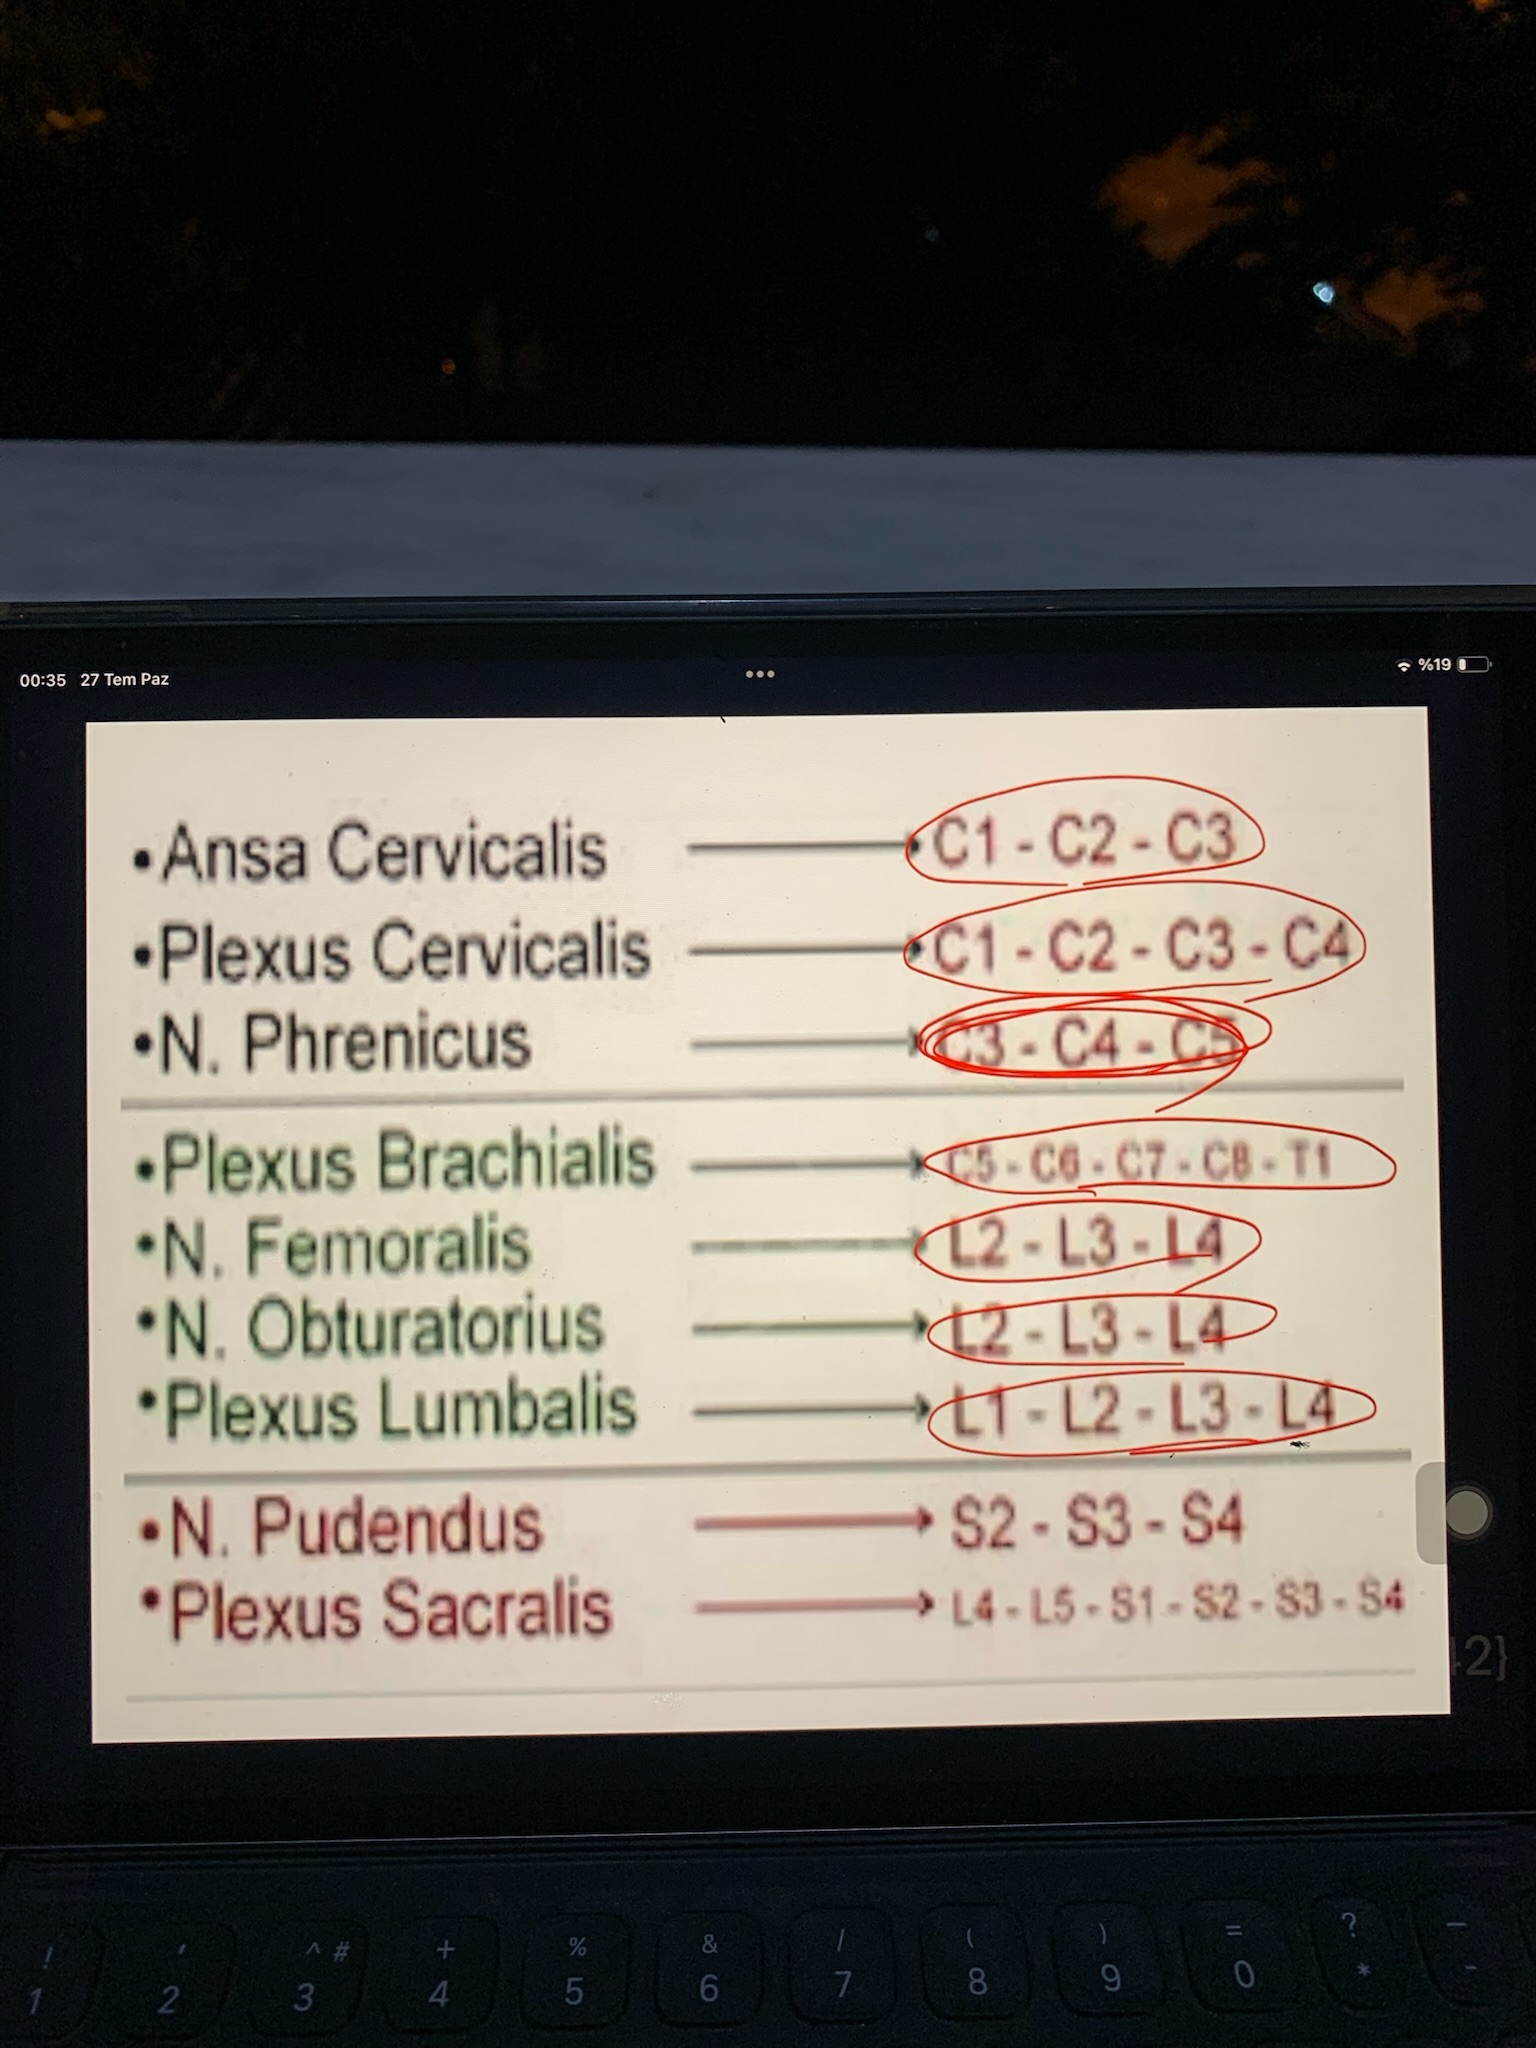 00:35 27 Tem Paz
%19
•Ansa Cervicalis C1 - C2 - C3
•Plexus Cervicalis C1 - C2 - C3 - C4
•N. Phrenicus C3 - C4 - C5
•Plexus Brachialis C5 - C6 - C7 - C8 - T1
•N. Femoralis L2 - L3 - L4
•N. Obturatorius L2 - L3 - L4
•Plexus Lumbalis L1 - L2 - L3 - L4
•N. Pudendus S2 - S3 - S4
•Plexus Sacralis L4 - L5 - S1 - S2 - S3 - S4
2}
! ' ^ # + % & / ( ) = ? _
1 2 3 4 5 6 7 8 9 0 * -